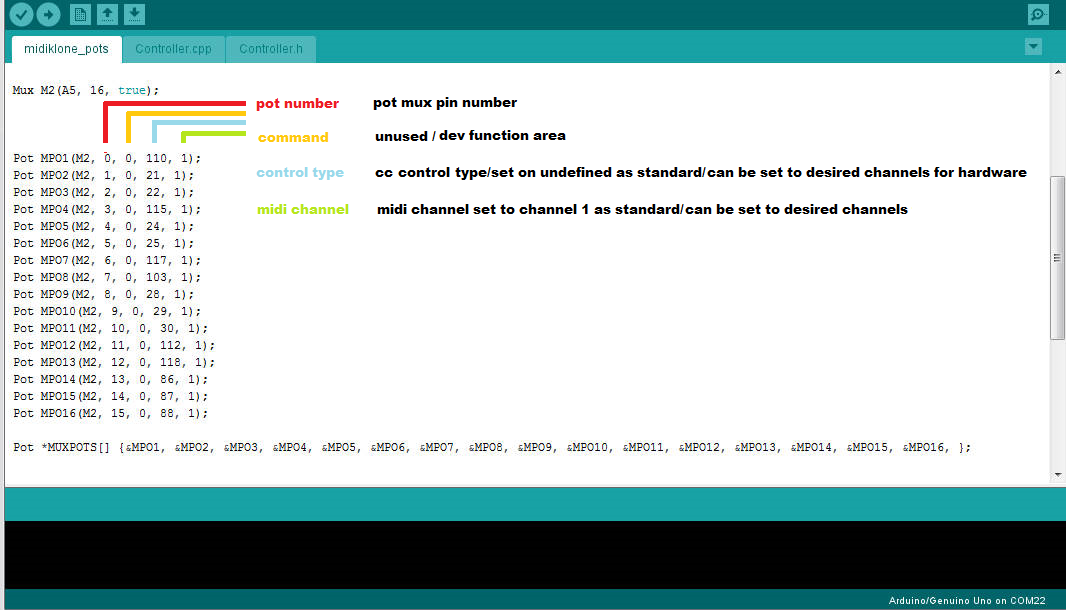 midiklone_pots Controller.cpp Controller.h
Mux M2(A5, 16, true);
pot number pot mux pin number
command unused / dev function area
Pot MPO1(M2, 0, 0, 110, 1);
Pot MPO2(M2, 1, 0, 21, 1);
control type cc control type/set on undefined as standard/can be set to desired channels for hardware
Pot MPO3(M2, 2, 0, 22, 1);
Pot MPO4(M2, 3, 0, 115, 1);
midi channel midi channel set to channel 1 as standard/can be set to desired channels
Pot MPO5(M2, 4, 0, 24, 1);
Pot MPO6(M2, 5, 0, 25, 1);
Pot MPO7(M2, 6, 0, 117, 1);
Pot MPO8(M2, 7, 0, 103, 1);
Pot MPO9(M2, 8, 0, 28, 1);
Pot MPO10(M2, 9, 0, 29, 1);
Pot MPO11(M2, 10, 0, 30, 1);
Pot MPO12(M2, 11, 0, 112, 1);
Pot MPO13(M2, 12, 0, 118, 1);
Pot MPO14(M2, 13, 0, 86, 1);
Pot MPO15(M2, 14, 0, 87, 1);
Pot MPO16(M2, 15, 0, 88, 1);
Pot *MUXPOTS[] {&MPO1, &MPO2, &MPO3, &MPO4, &MPO5, &MPO6, &MPO7, &MPO8, &MPO9, &MPO10, &MPO11, &MPO12, &MPO13, &MPO14, &MPO15, &MPO16, };
Arduino/Genuino Uno on COM22